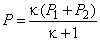 P = κ(P₁ + P₂) / κ + 1